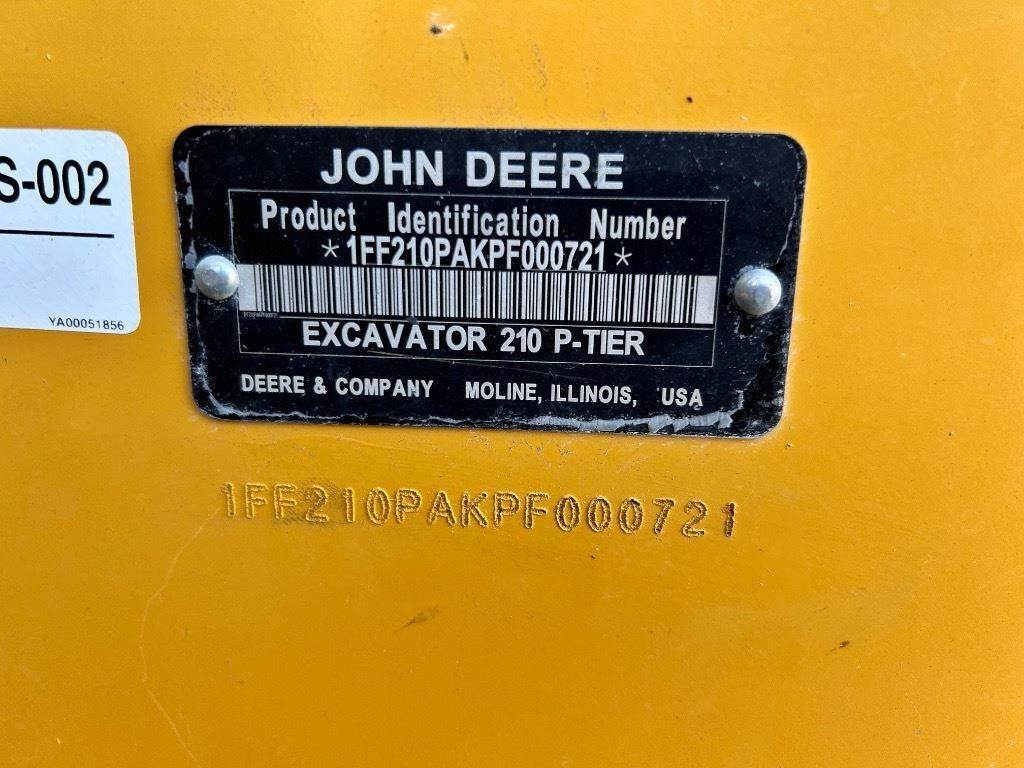 S-002
YA00051856
JOHN DEERE
Product Identification Number
*1FF210PAKPF000721*
EXCAVATOR 210 P-TIER
DEERE & COMPANY MOLINE, ILLINOIS, USA
1FF210PAKPF000721